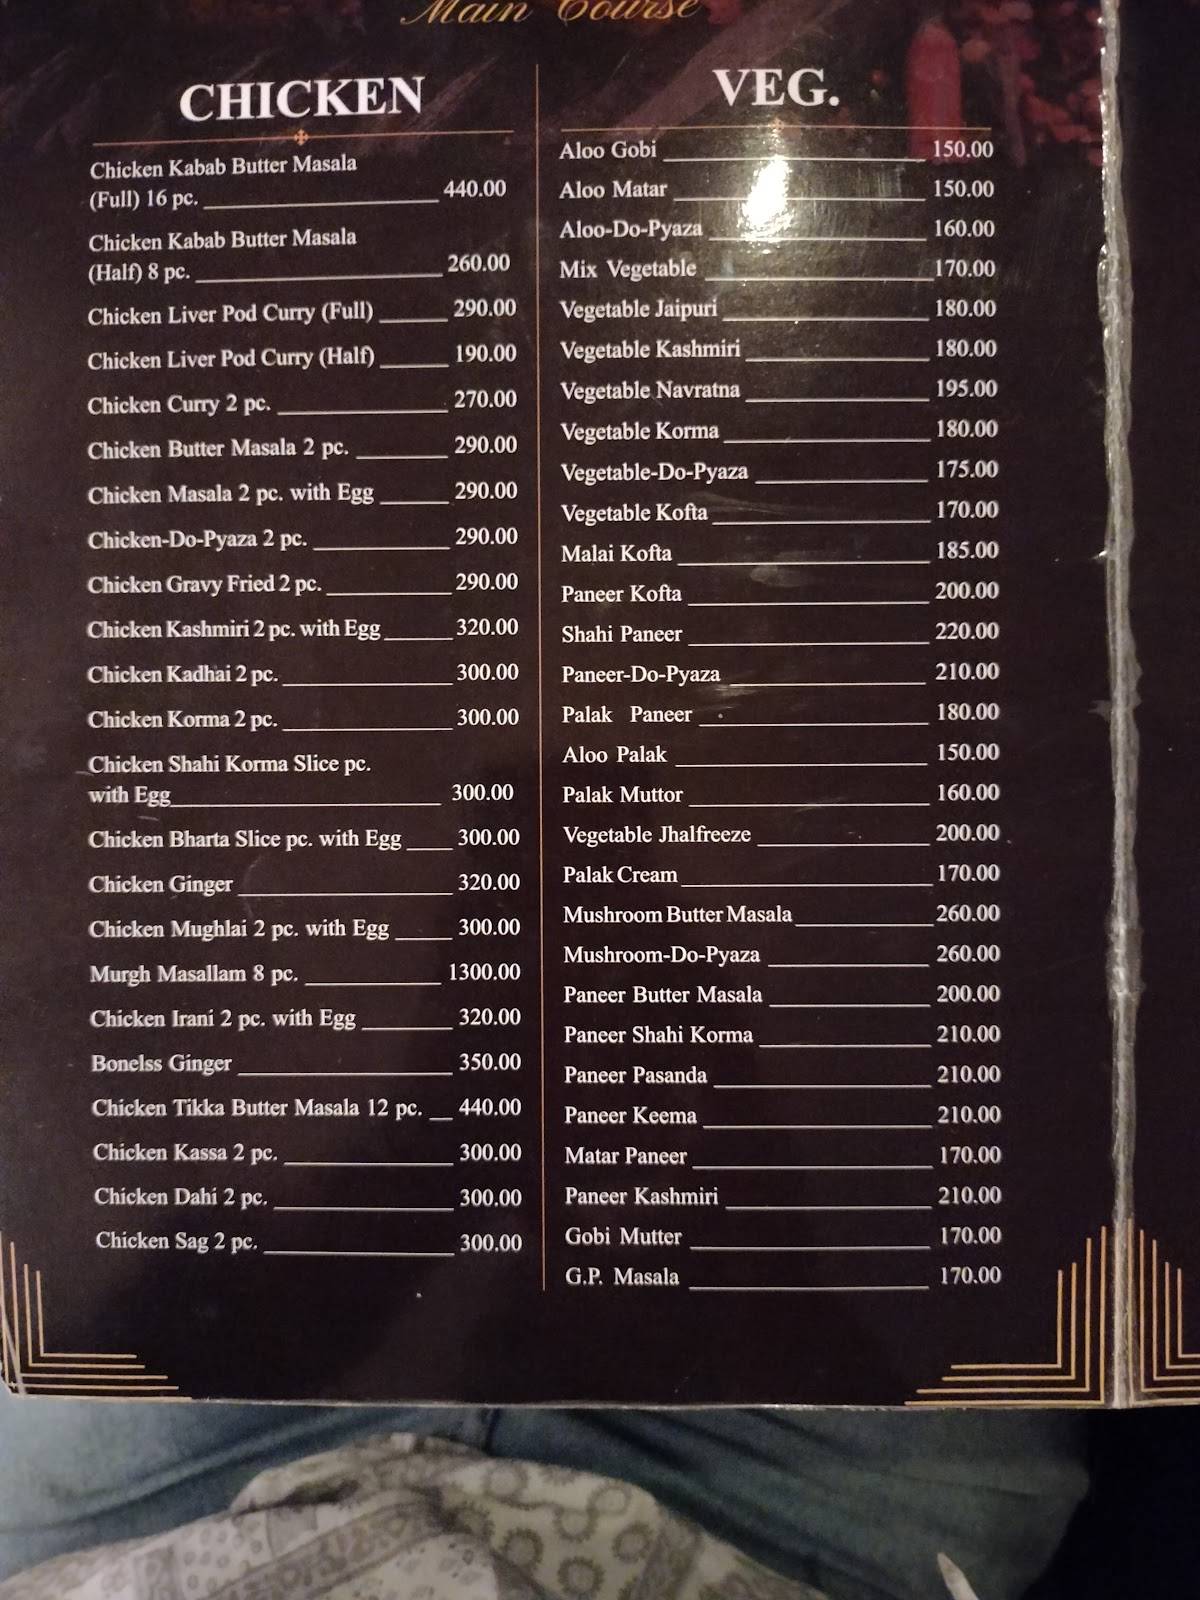 Main Course
CHICKEN
Chicken Kabab Butter Masala
(Full) 16 pc. 440.00
Chicken Kabab Butter Masala
(Half) 8 pc. 260.00
Chicken Liver Pod Curry (Full) 290.00
Chicken Liver Pod Curry (Half) 190.00
Chicken Curry 2 pc. 270.00
Chicken Butter Masala 2 pc. 290.00
Chicken Masala 2 pc. with Egg 290.00
Chicken-Do-Pyaza 2 pc. 290.00
Chicken Gravy Fried 2 pc. 290.00
Chicken Kashmiri 2 pc. with Egg 320.00
Chicken Kadhai 2 pc. 300.00
Chicken Korma 2 pc. 300.00
Chicken Shahi Korma Slice pc.
with Egg 300.00
Chicken Bharta Slice pc. with Egg 300.00
Chicken Ginger 320.00
Chicken Mughlai 2 pc. with Egg 300.00
Murgh Masallam 8 pc. 1300.00
Chicken Irani 2 pc. with Egg 320.00
Bonelss Ginger 350.00
Chicken Tikka Butter Masala 12 pc. 440.00
Chicken Kassa 2 pc. 300.00
Chicken Dahi 2 pc. 300.00
Chicken Sag 2 pc. 300.00
VEG.
Aloo Gobi 150.00
Aloo Matar 150.00
Aloo-Do-Pyaza 160.00
Mix Vegetable 170.00
Vegetable Jaipuri 180.00
Vegetable Kashmiri 180.00
Vegetable Navratna 195.00
Vegetable Korma 180.00
Vegetable-Do-Pyaza 175.00
Vegetable Kofta 170.00
Malai Kofta 185.00
Paneer Kofta 200.00
Shahi Paneer 220.00
Paneer-Do-Pyaza 210.00
Palak Paneer 180.00
Aloo Palak 150.00
Palak Muttor 160.00
Vegetable Jhalfreeze 200.00
Palak Cream 170.00
Mushroom Butter Masala 260.00
Mushroom-Do-Pyaza 260.00
Paneer Butter Masala 200.00
Paneer Shahi Korma 210.00
Paneer Pasanda 210.00
Paneer Keema 210.00
Matar Paneer 170.00
Paneer Kashmiri 210.00
Gobi Mutter 170.00
G.P. Masala 170.00